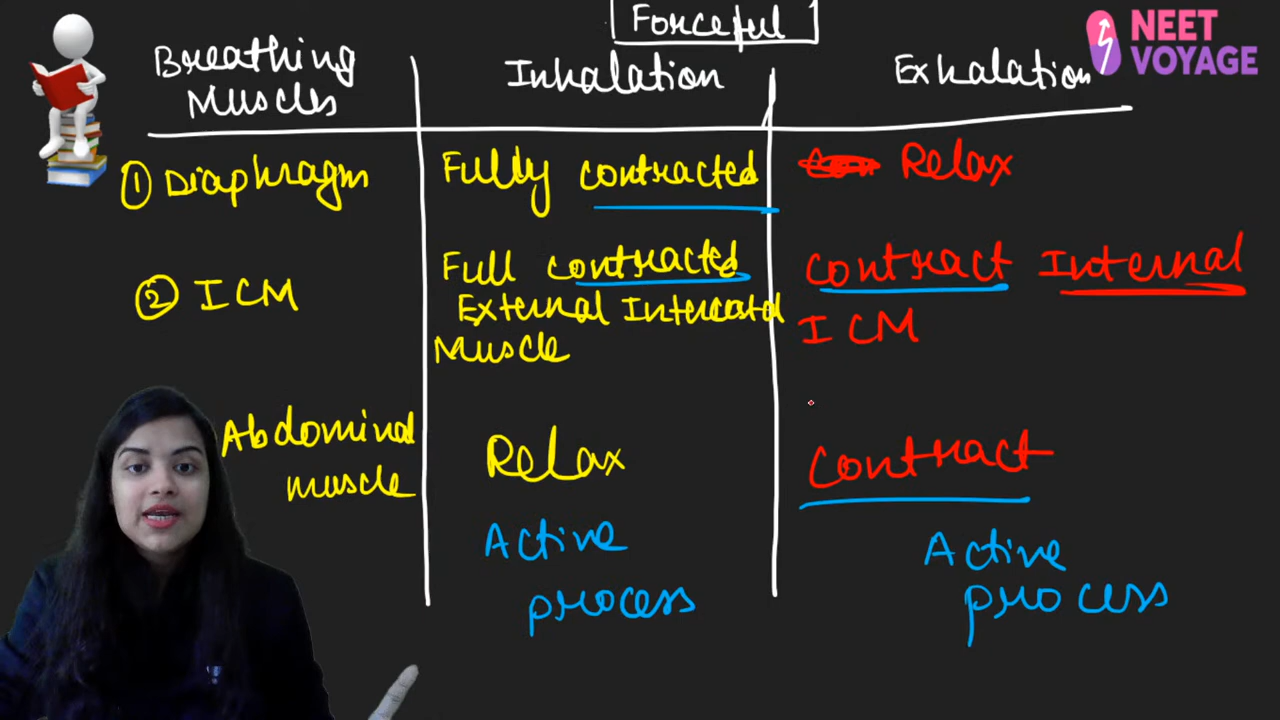 Forceful
NEET
VOYAGE
Breathing
Muscles
Inhalation
Exhalation
① Diaphragm
Fully contracted
Relax
② ICM
Full contracted
External Intercostal
Muscle
Contract Internal
ICM
Abdominal
muscle
Relax
Contract
Active
process
Active
process